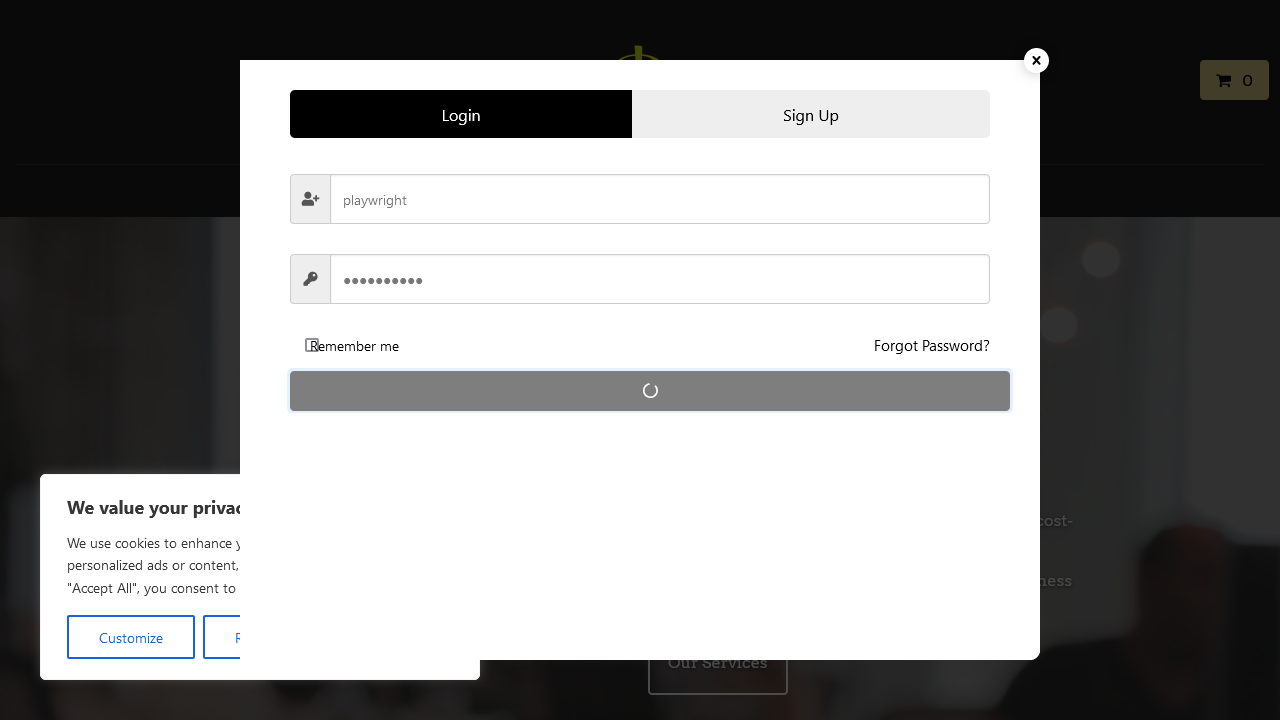 0
Login
Sign Up
playwright
Remember me
Forgot Password?
We value your privac
We use cookies to enhance y
personalized ads or content,
"Accept All", you consent to
Customize
R
cost-
ness
Our Services